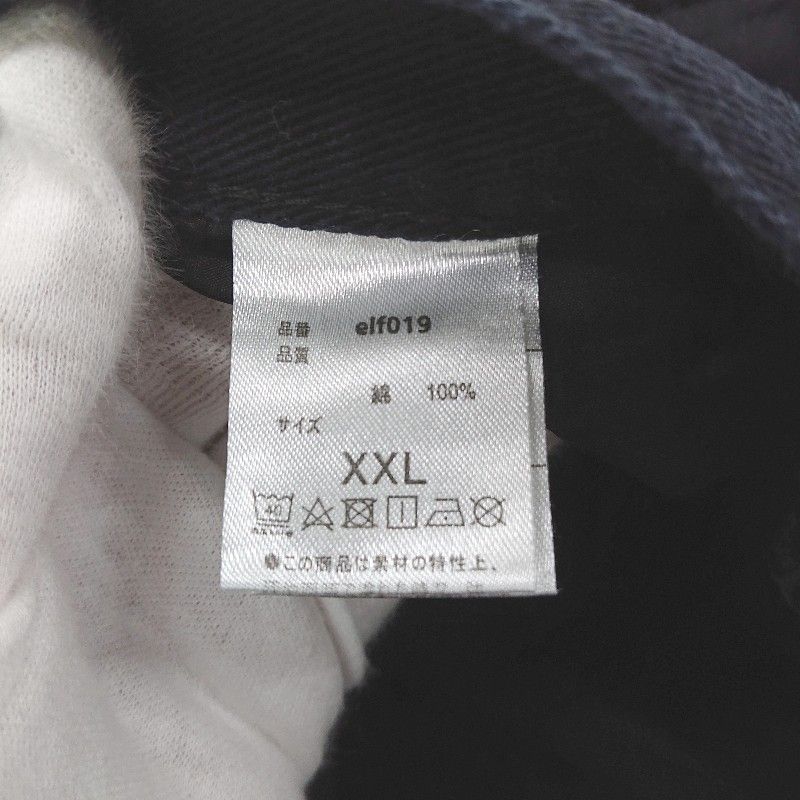 品番 elf019
品質
綿 100%
サイズ
XXL
40
●この商品は素材の特性上、